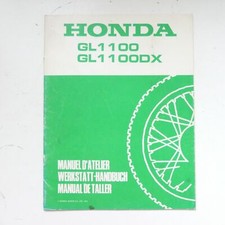 HONDA
GL1100
GL1100DX
MANUEL D'ATELIER
WERKSTATT-HANDBUCH
MANUAL DE TALLER